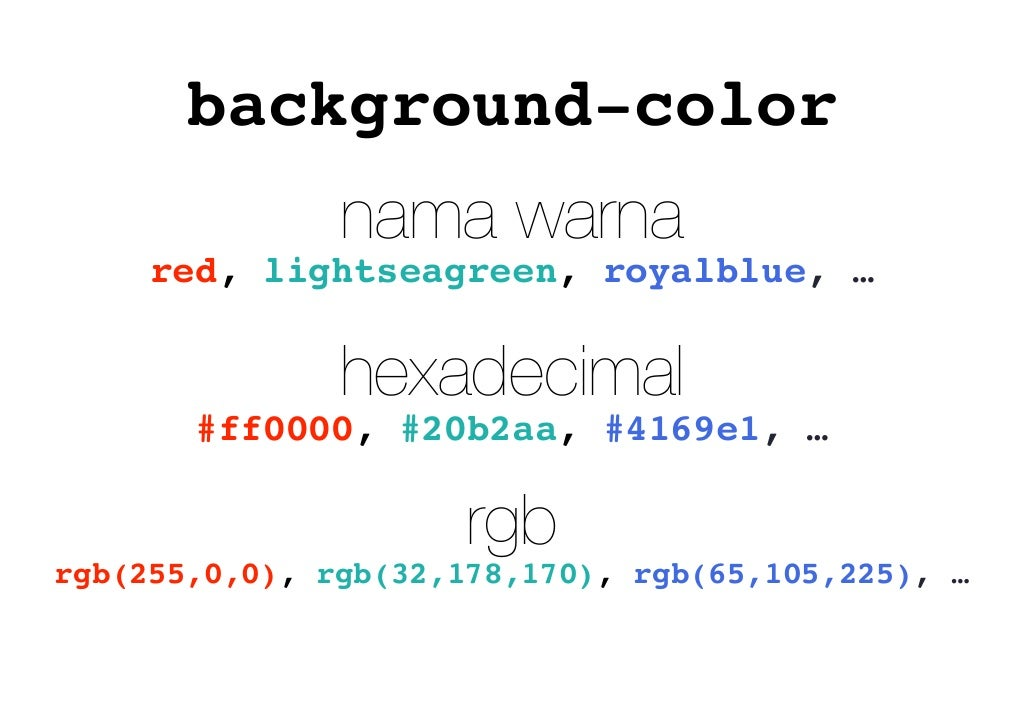 background-color
nama warna
red, lightseagreen, royalblue, …
hexadecimal
#ff0000, #20b2aa, #4169e1, …
rgb
rgb(255,0,0), rgb(32,178,170), rgb(65,105,225), …